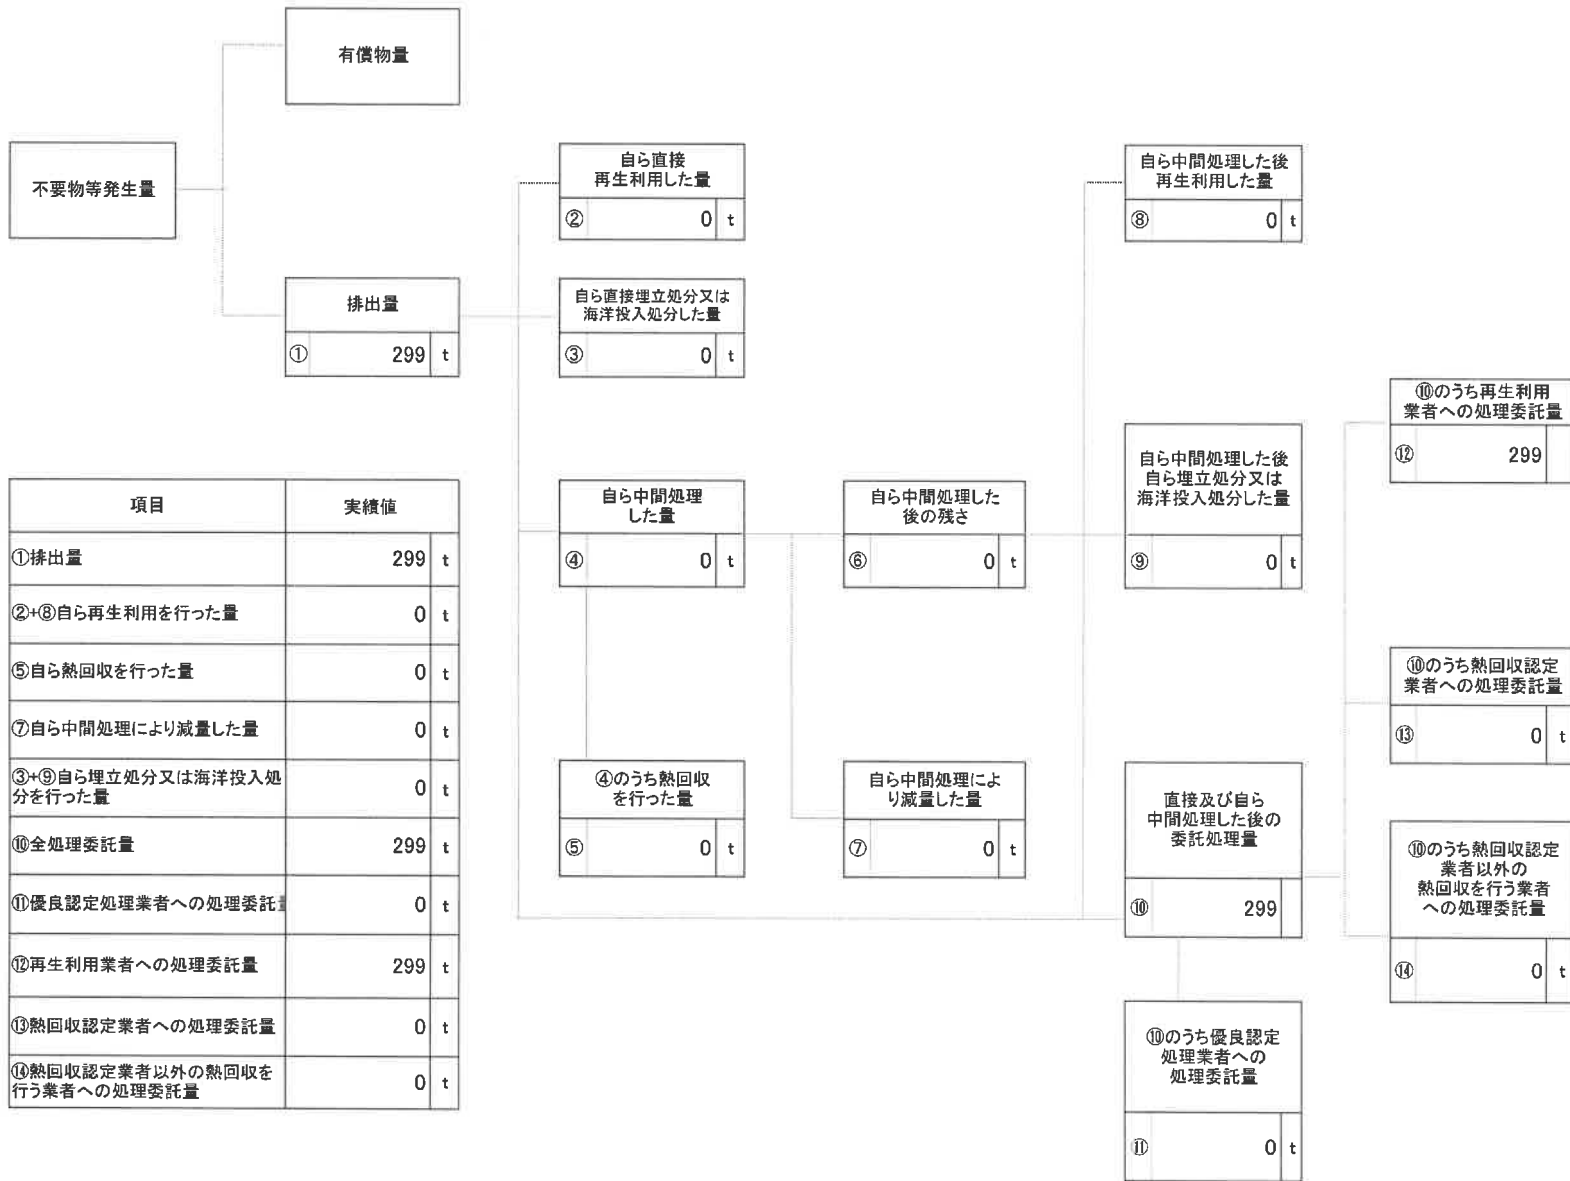 有償物量
不要物等発生量
排出量
① 299 t
自ら直接
再生利用した量
② 0 t
自ら直接埋立処分又は
海洋投入処分した量
③ 0 t
自ら中間処理
した量
④ 0 t
④のうち熱回収
を行った量
⑤ 0 t
自ら中間処理した
後の残さ
⑥ 0 t
自ら中間処理によ
り減量した量
⑦ 0 t
自ら中間処理した後
再生利用した量
⑧ 0 t
自ら中間処理した後
自ら埋立処分又は
海洋投入処分した量
⑨ 0 t
直接及び自ら
中間処理した後の
委託処理量
⑩ 299
⑩のうち優良認定
処理業者への
処理委託量
⑪ 0 t
⑩のうち再生利用
業者への処理委託量
⑫ 299
⑩のうち熱回収認定
業者への処理委託量
⑬ 0 t
⑩のうち熱回収認定
業者以外の
熱回収を行う業者
への処理委託量
⑭ 0 t
項目 実績値
①排出量 299 t
②+⑧自ら再生利用を行った量 0 t
⑤自ら熱回収を行った量 0 t
⑦自ら中間処理により減量した量 0 t
③+⑨自ら埋立処分又は海洋投入処
分を行った量 0 t
⑩全処理委託量 299 t
⑪優良認定処理業者への処理委託 0 t
⑫再生利用業者への処理委託量 299 t
⑬熱回収認定業者への処理委託量 0 t
⑭熱回収認定業者以外の熱回収を
行う業者への処理委託量 0 t